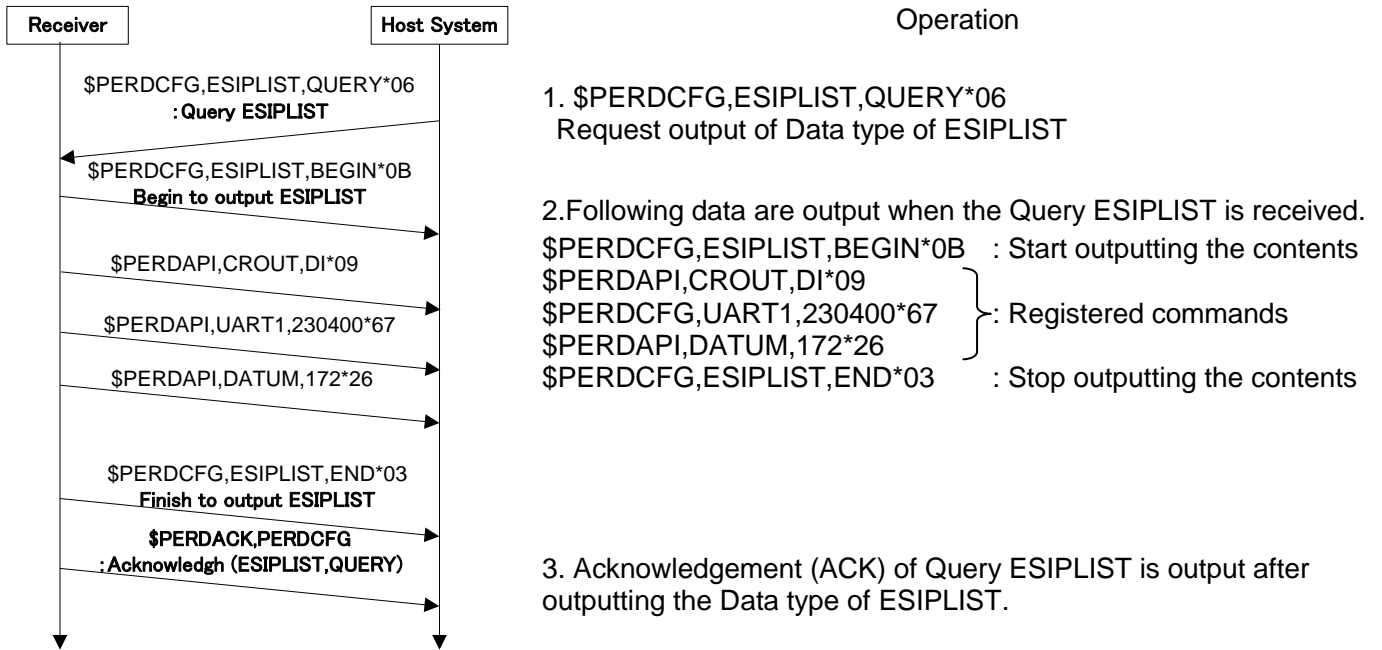 Receiver
Host System
$PERDCFG,ESIPLIST,QUERY*06
:Query ESIPLIST
$PERDCFG,ESIPLIST,BEGIN*0B
Begin to output ESIPLIST
$PERDAPI,CROUT,DI*09
$PERDAPI,UART1,230400*67
$PERDAPI,DATUM,172*26
$PERDCFG,ESIPLIST,END*03
Finish to output ESIPLIST
$PERDACK,PERDCFG
:Acknowledgh (ESIPLIST,QUERY)
Operation
1. $PERDCFG,ESIPLIST,QUERY*06
Request output of Data type of ESIPLIST
2.Following data are output when the Query ESIPLIST is received.
$PERDCFG,ESIPLIST,BEGIN*0B : Start outputting the contents
$PERDAPI,CROUT,DI*09
$PERDCFG,UART1,230400*67 : Registered commands
$PERDAPI,DATUM,172*26
$PERDCFG,ESIPLIST,END*03 : Stop outputting the contents
3. Acknowledgement (ACK) of Query ESIPLIST is output after
outputting the Data type of ESIPLIST.